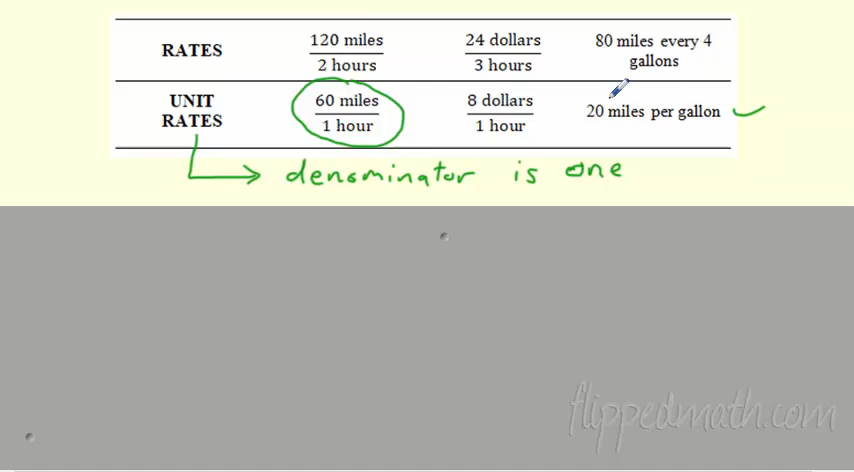 RATES
120 miles
2 hours
24 dollars
3 hours
80 miles every 4
gallons
UNIT
RATES
60 miles
1 hour
8 dollars
1 hour
20 miles per gallon
denominator is one
flippedmath.com